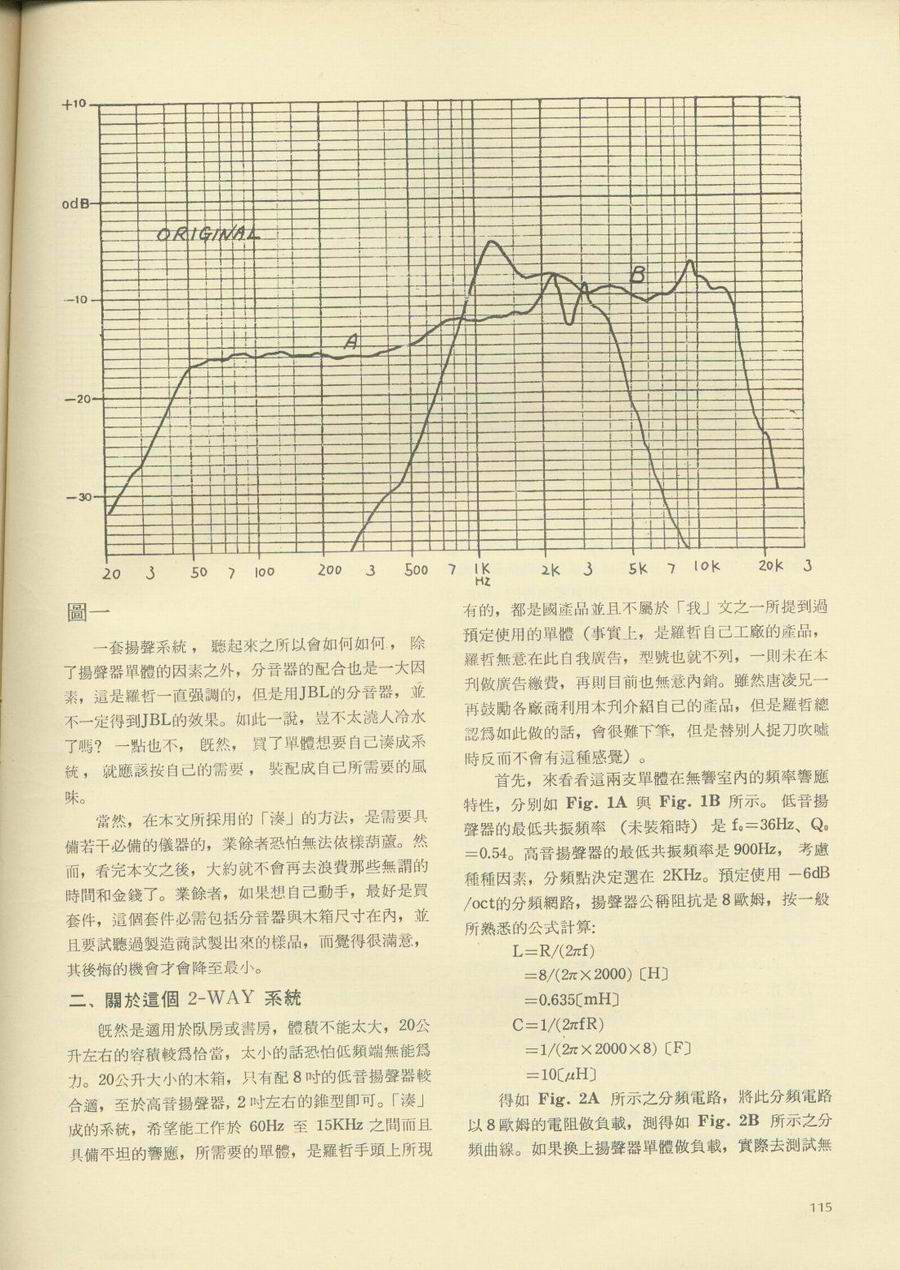 +10
odB
ORIGINAL
B
-10
A
-20
-30
20 3 50 7 100 200 3 500 7 1K 2K 3 5K 7 10K 20K 3
Hz
圖一
一套揚聲系統，聽起來之所以會如何如何，除
了揚聲器單體的因素之外，分音器的配合也是一大因
素，這是羅哲一直强調的，但是用JBL的分音器，並
不一定得到JBL的效果。如此一說，豈不太澆人冷水
了嗎？一點也不，旣然，買了單體想要自己湊成系
統，就應該按自己的需要，裝配成自己所需要的風
味。
當然，在本文所採用的「湊」的方法，是需要具
備若干必備的儀器的，業餘者恐怕無法依樣葫蘆。然
而，看完本文之後，大約就不會再去浪費那些無謂的
時間和金錢了。業餘者，如果想自己動手，最好是買
套件，這個套件必需包括分音器與木箱尺寸在內，並
且要試聽過製造商試製出來的樣品，而覺得很滿意，
其後悔的機會才會降至最小。
二、關於這個 2-WAY 系統
旣然是適用於臥房或書房，體積不能太大，20公
升左右的容積較爲恰當，太小的話恐怕低頻端無能爲
力。20公升大小的木箱，只有配8吋的低音揚聲器較
合適，至於高音揚聲器，2吋左右的錐型卽可。「湊」
成的系統，希望能工作於 60Hz 至 15KHz 之間而且
具備平坦的響應，所需要的單體，是羅哲手頭上所現
有的，都是國產品並且不屬於「我」文之一所提到過
預定使用的單體（事實上，是羅哲自己工廠的產品，
羅哲無意在此自我廣告，型號也就不列，一則未在本
刋做廣告繳費，再則目前也無意內銷。雖然唐凌兄一
再鼓勵各廠商利用本刋介紹自己的產品，但是羅哲總
認爲如此做的話，會很難下筆，但是替别人捉刀吹噓
時反而不會有這種感覺）。
首先，來看看這兩支單體在無響室內的頻率響應
特性，分别如 Fig. 1A 與 Fig. 1B 所示。低音揚
聲器的最低共振頻率（未裝箱時）是 f₀=36Hz、Q₀
=0.54。高音揚聲器的最低共振頻率是900Hz，考慮
種種因素，分頻點決定選在 2KHz。預定使用 -6dB
/oct的分頻網路，揚聲器公稱阻抗是8歐姆，按一般
所熟悉的公式計算:
L=R/(2πf)
=8/(2π×2000)〔H〕
=0.635〔mH〕
C=1/(2πfR)
=1/(2π×2000×8)〔F〕
=10〔μH〕
得如 Fig. 2A 所示之分頻電路，將此分頻電路
以8歐姆的電阻做負載，測得如 Fig. 2B 所示之分
頻曲線。如果換上揚聲器單體做負載，實際去測試無
115